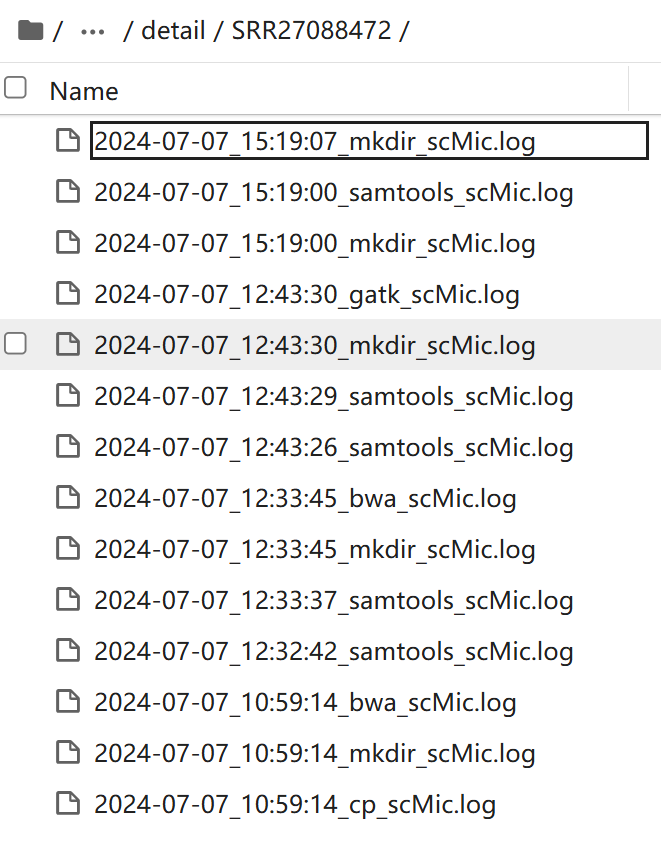 / ··· / detail / SRR27088472 /
Name
2024-07-07_15:19:07_mkdir_scMic.log
2024-07-07_15:19:00_samtools_scMic.log
2024-07-07_15:19:00_mkdir_scMic.log
2024-07-07_12:43:30_gatk_scMic.log
2024-07-07_12:43:30_mkdir_scMic.log
2024-07-07_12:43:29_samtools_scMic.log
2024-07-07_12:43:26_samtools_scMic.log
2024-07-07_12:33:45_bwa_scMic.log
2024-07-07_12:33:45_mkdir_scMic.log
2024-07-07_12:33:37_samtools_scMic.log
2024-07-07_12:32:42_samtools_scMic.log
2024-07-07_10:59:14_bwa_scMic.log
2024-07-07_10:59:14_mkdir_scMic.log
2024-07-07_10:59:14_cp_scMic.log